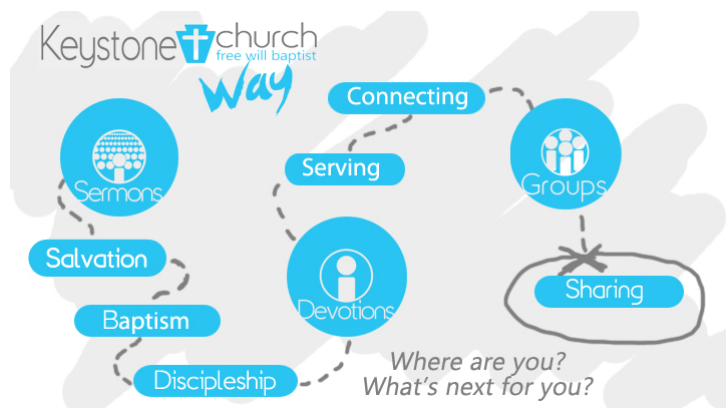 Keystone church
free will baptist
Way
Sermons
Salvation
Baptism
Discipleship
Devotions
Serving
Connecting
Groups
Sharing
Where are you?
What's next for you?